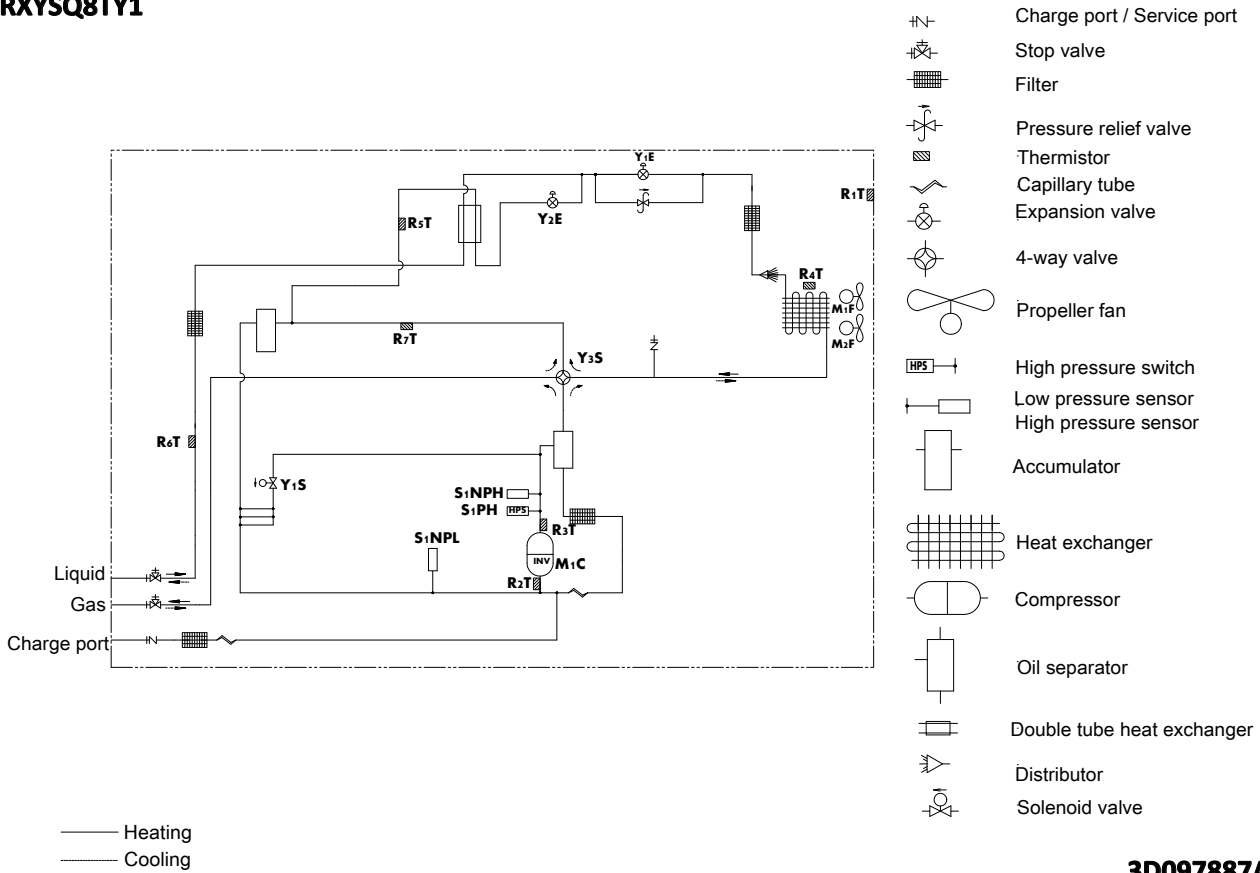 RXYSQ8TY1
Charge port / Service port
Stop valve
Filter
Pressure relief valve
Thermistor
Capillary tube
Expansion valve
4-way valve
Propeller fan
HPS
High pressure switch
Low pressure sensor
High pressure sensor
Accumulator
Heat exchanger
Compressor
Oil separator
Double tube heat exchanger
Distributor
Solenoid valve
Y1E
R1T
Y2E
R5T
R4T
M1F
M2F
R7T
Y3S
R6T
Y1S
S1NPH
S1PH
HPS
R3T
S1NPL
INV
M1C
R2T
Liquid
Gas
Charge port
Heating
Cooling